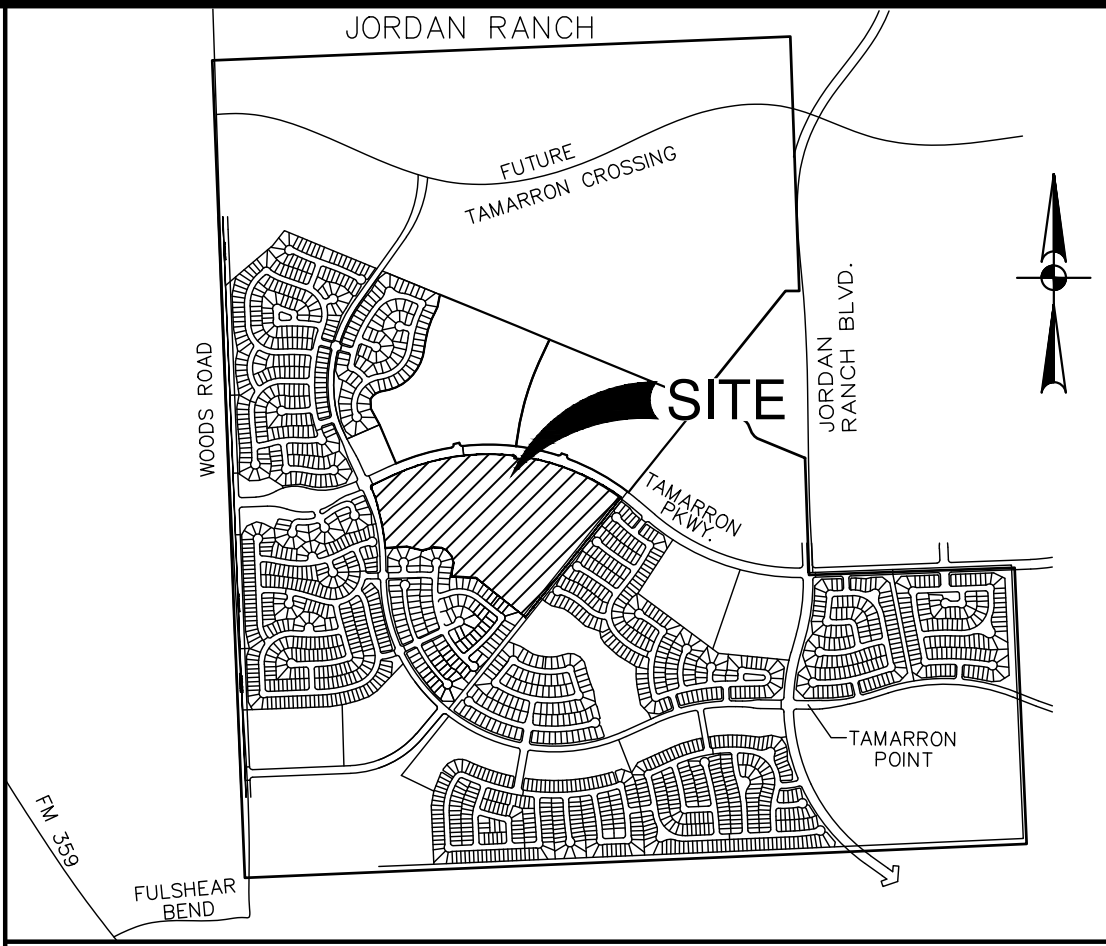 JORDAN RANCH
FUTURE
TAMARRON CROSSING
JORDAN
RANCH BLVD.
WOODS ROAD
SITE
TAMARRON
PKWY.
TAMARRON
POINT
FM 359
FULSHEAR
BEND